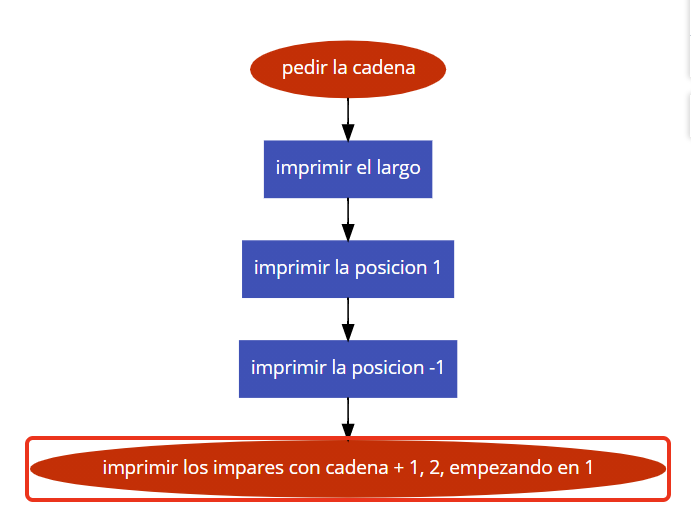 pedir la cadena
imprimir el largo
imprimir la posicion 1
imprimir la posicion -1
imprimir los impares con cadena + 1, 2, empezando en 1